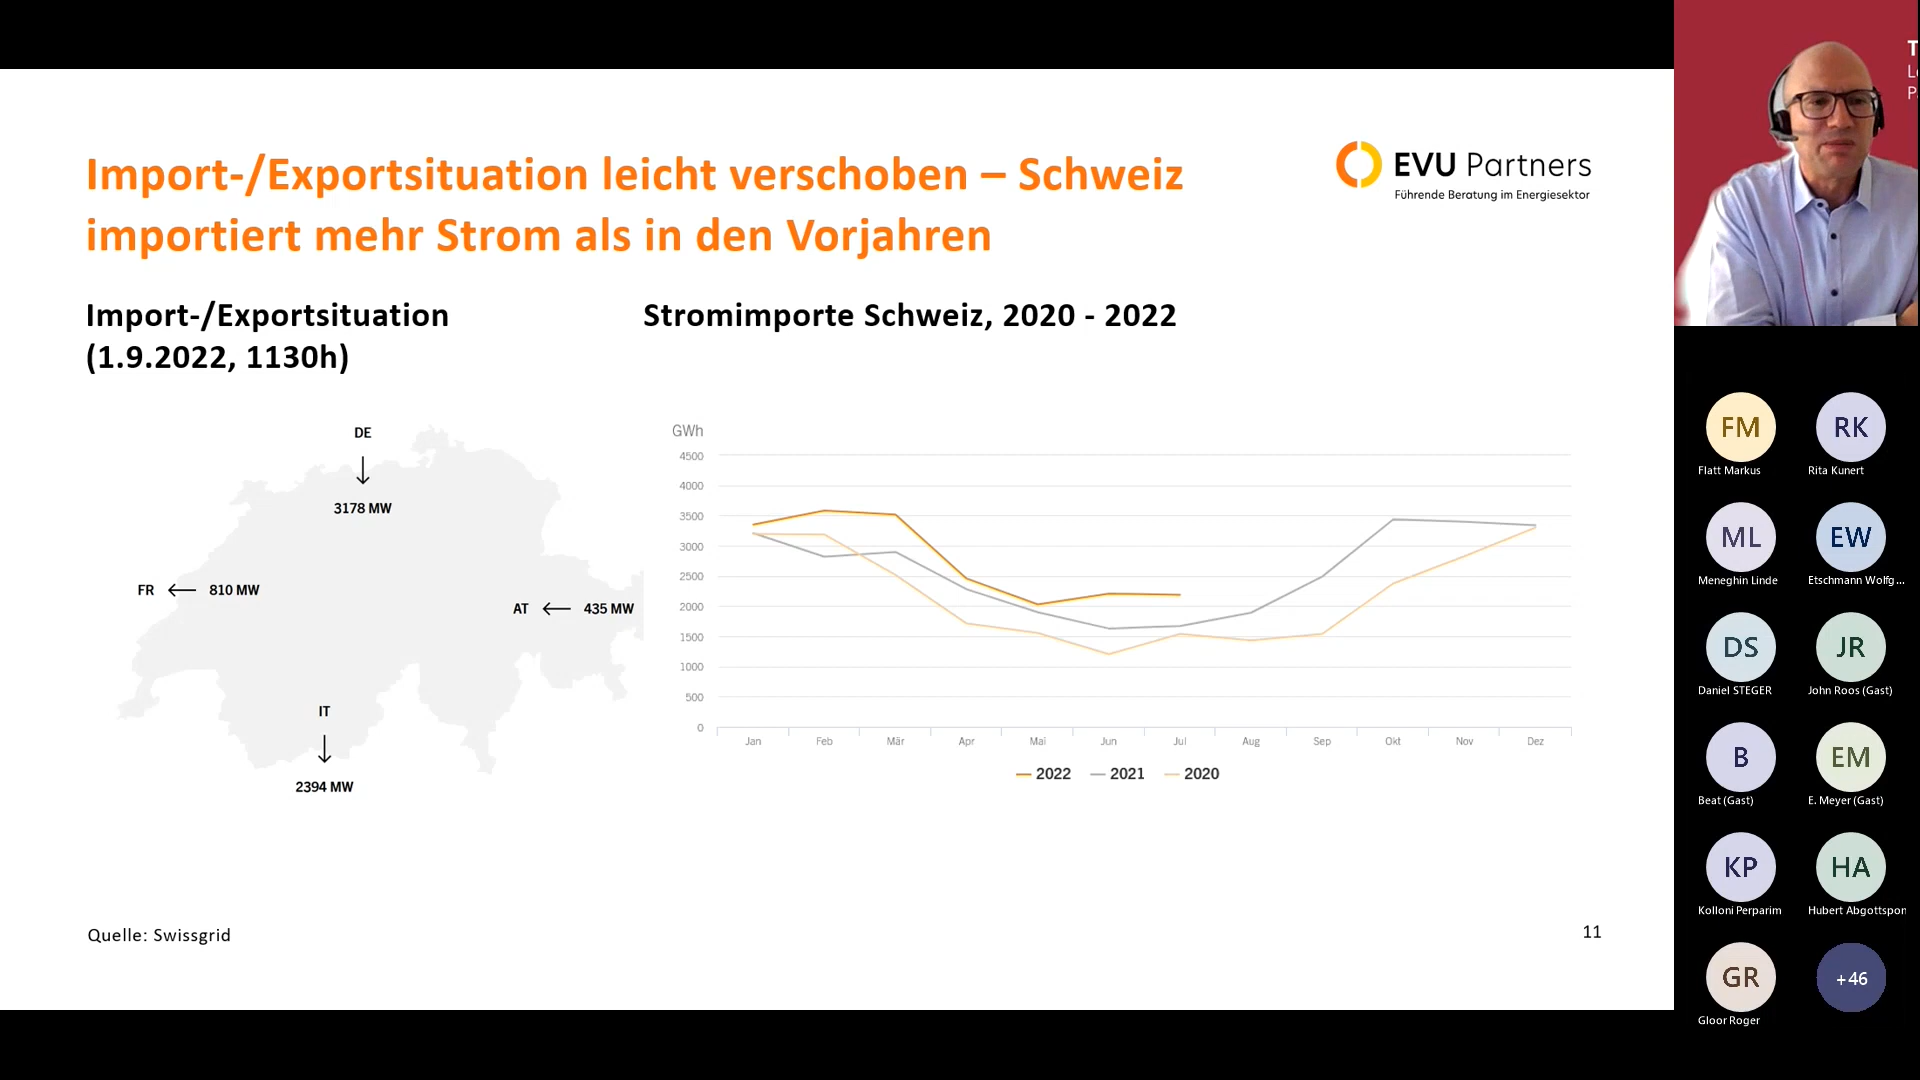 Import-/Exportsituation leicht verschoben – Schweiz
importiert mehr Strom als in den Vorjahren
EVU Partners
Führende Beratung im Energiesektor
Import-/Exportsituation
(1.9.2022, 1130h)
DE
3178 MW
FR
810 MW
AT
435 MW
IT
2394 MW
Stromimporte Schweiz, 2020 - 2022
GWh
4500
4000
3500
3000
2500
2000
1500
1000
500
0
Jan Feb Mär Apr Mai Jun Jul Aug Sep Okt Nov Dez
2022 2021 2020
Quelle: Swissgrid
11
T
L
P
FM RK
Flatt Markus Rita Kunert
ML EW
Meneghin Linde Etschmann Wolfg...
DS JR
Daniel STEGER John Roos (Gast)
B EM
Beat (Gast) E. Meyer (Gast)
KP HA
Kolloni Perparim Hubert Abgottspon
GR +46
Gloor Roger